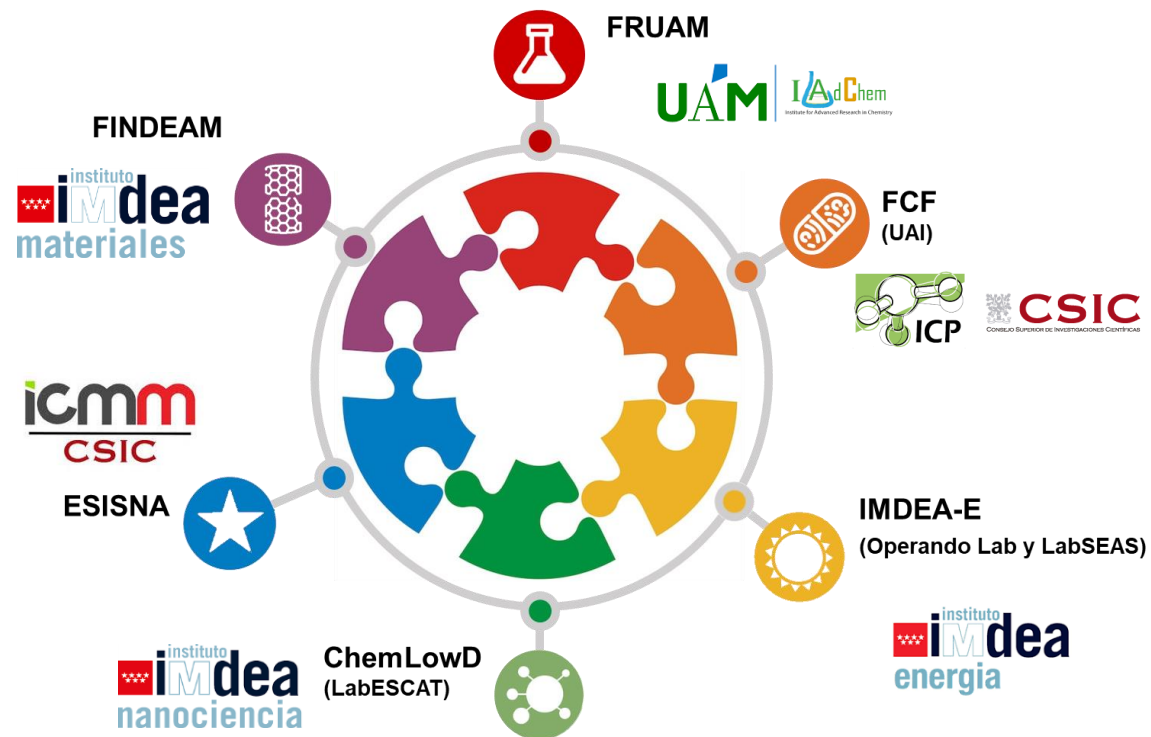 FRUAM
UAM
IAdChem
Institute for Advanced Research in Chemistry
FINDEAM
instituto
iMdea
materiales
FCF
(UAI)
ICP
CSIC
CONSEJO SUPERIOR DE INVESTIGACIONES CIENTÍFICAS
icmm
CSIC
ESISNA
IMDEA-E
(Operando Lab y LabSEAS)
instituto
iMdea
energia
ChemLowD
(LabESCAT)
instituto
iMdea
nanociencia